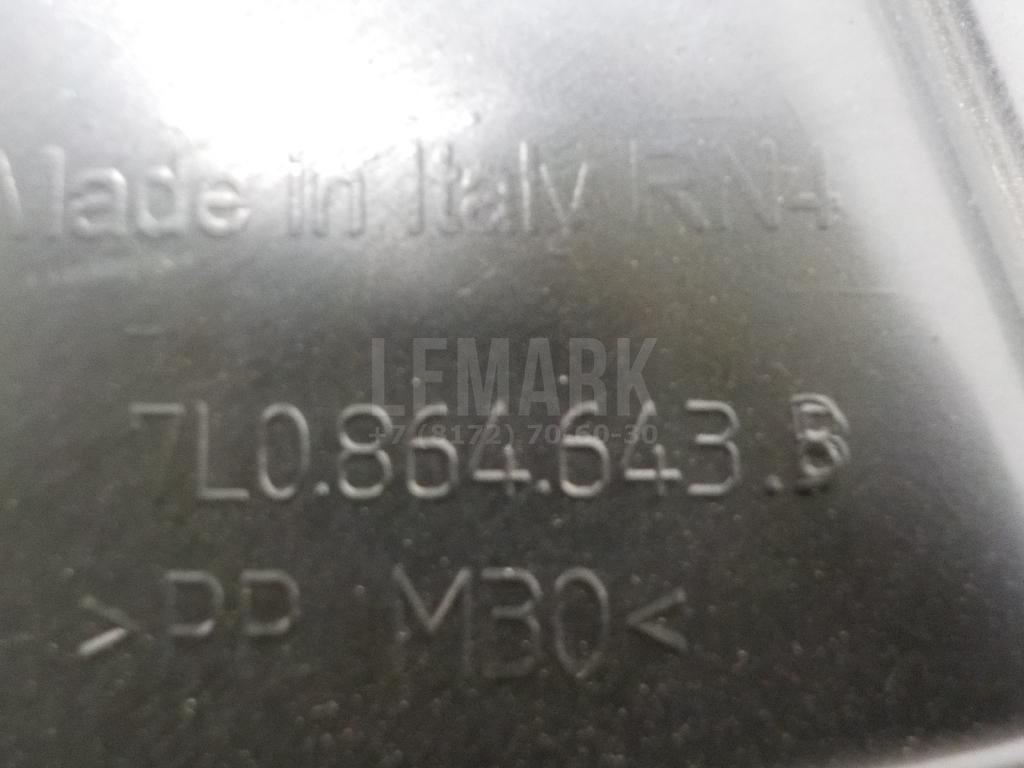 Made in Italy RN4
LEMARK
+7 (8172) 70-60-30
7L0.864.643.B
>PP M30<